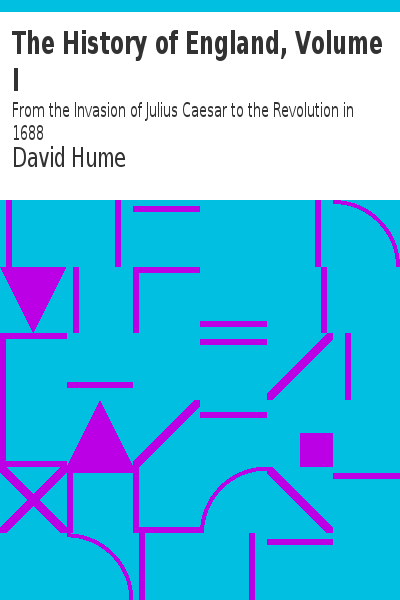 The History of England, Volume
I
From the Invasion of Julius Caesar to the Revolution in
1688
David Hume